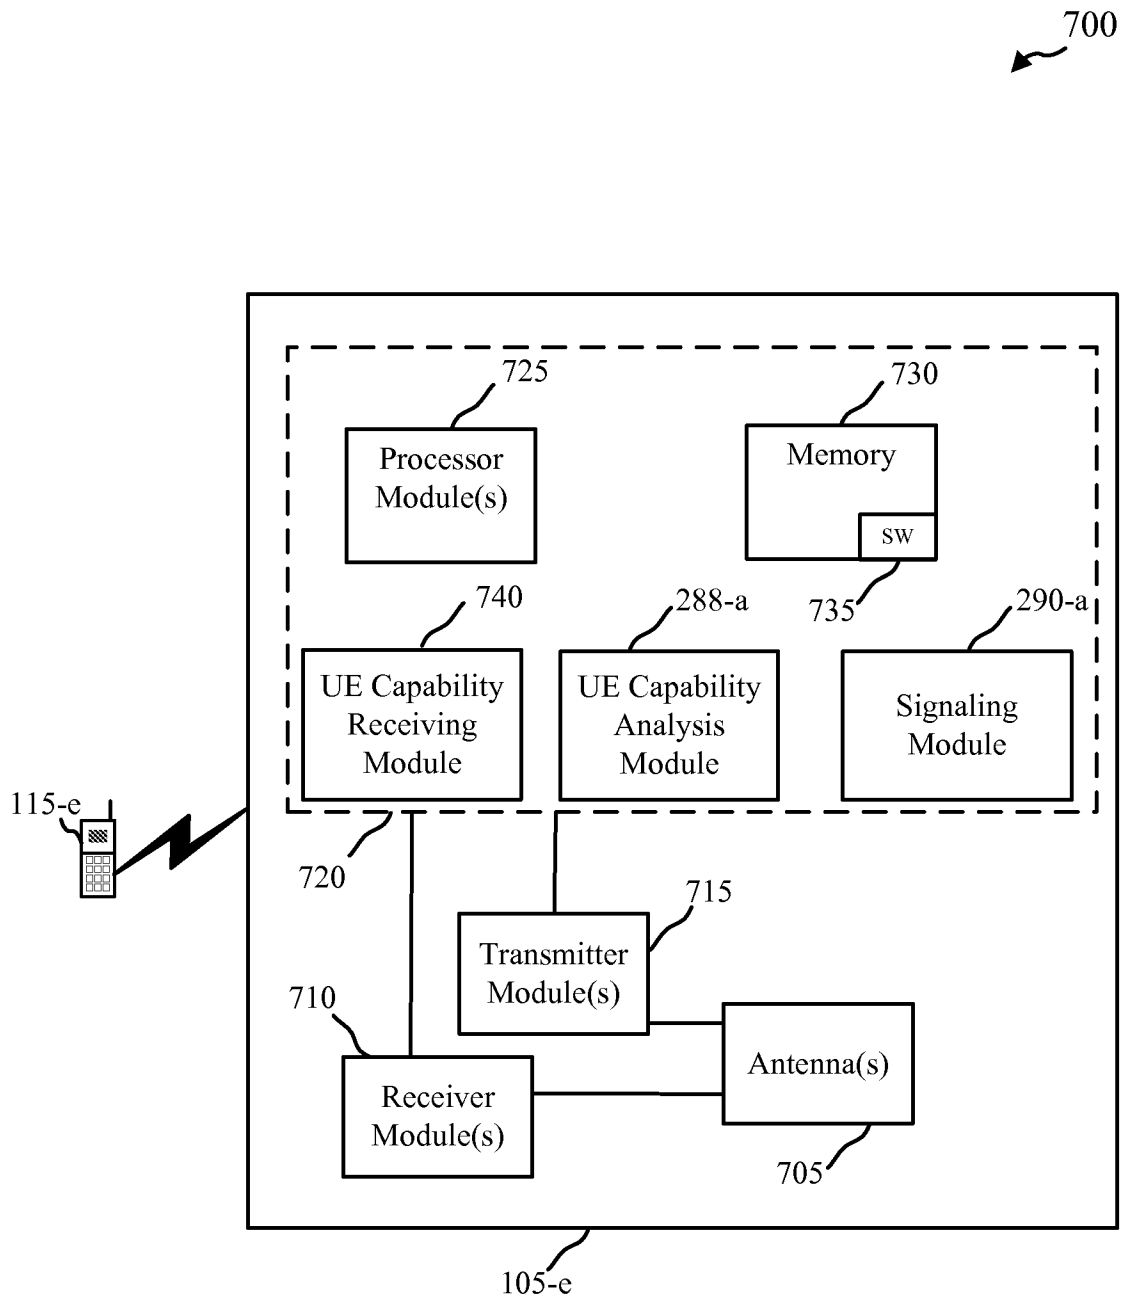 700
725
730
Processor
Module(s)
Memory
SW
740
288-a
735
290-a
UE Capability
Receiving
Module
UE Capability
Analysis
Module
Signaling
Module
115-e
720
715
Transmitter
Module(s)
710
Antenna(s)
Receiver
Module(s)
705
105-e